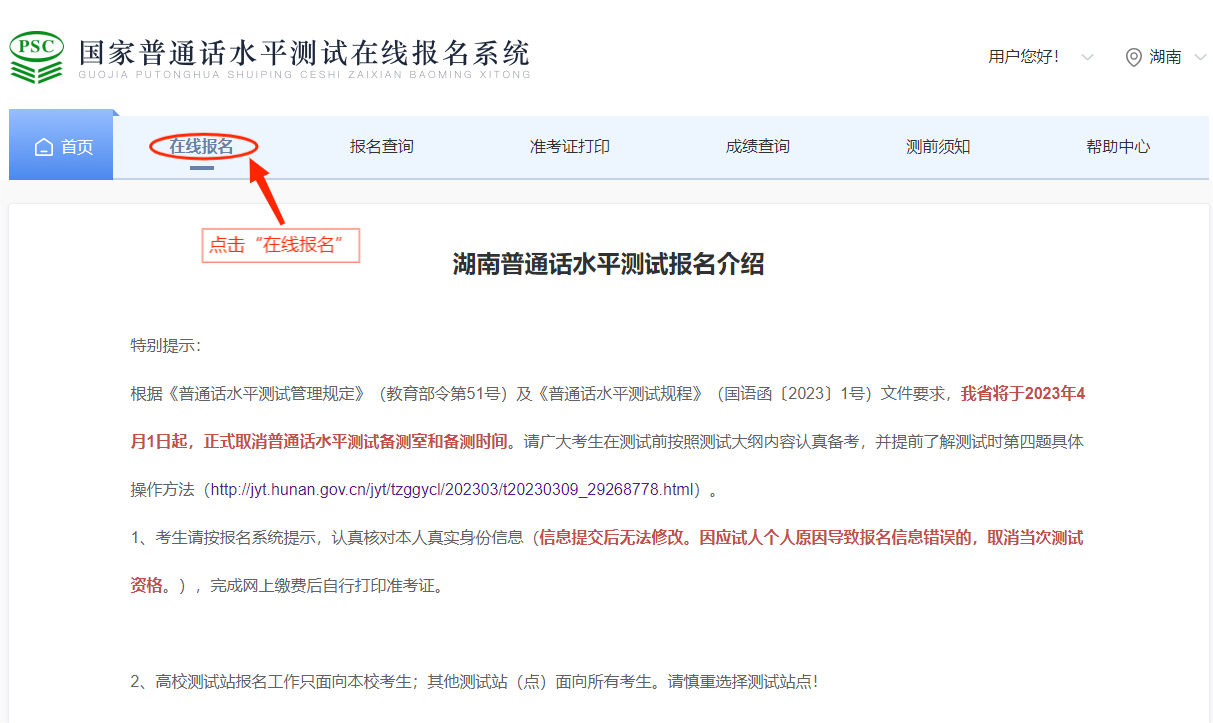 PSC
国家普通话水平测试在线报名系统
GUOJIA PUTONGHUA SHUIPING CESHI ZAIXIAN BAOMING XITONG
用户您好！
湖南
首页
在线报名
报名查询
准考证打印
成绩查询
测前须知
帮助中心
点击“在线报名”
湖南普通话水平测试报名介绍
特别提示：
根据《普通话水平测试管理规定》（教育部令第51号）及《普通话水平测试规程》（国语函〔2023〕1号）文件要求，我省将于2023年4
月1日起，正式取消普通话水平测试备测室和备测时间。请广大考生在测试前按照测试大纲内容认真备考，并提前了解测试时第四题具体
操作方法（http://jyt.hunan.gov.cn/jyt/tzggycl/202303/t20230309_29268778.html）。
1、考生请按报名系统提示，认真核对本人真实身份信息（信息提交后无法修改。因应试人个人原因导致报名信息错误的，取消当次测试
资格。），完成网上缴费后自行打印准考证。
2、高校测试站报名工作只面向本校考生；其他测试站（点）面向所有考生。请慎重选择测试站点！